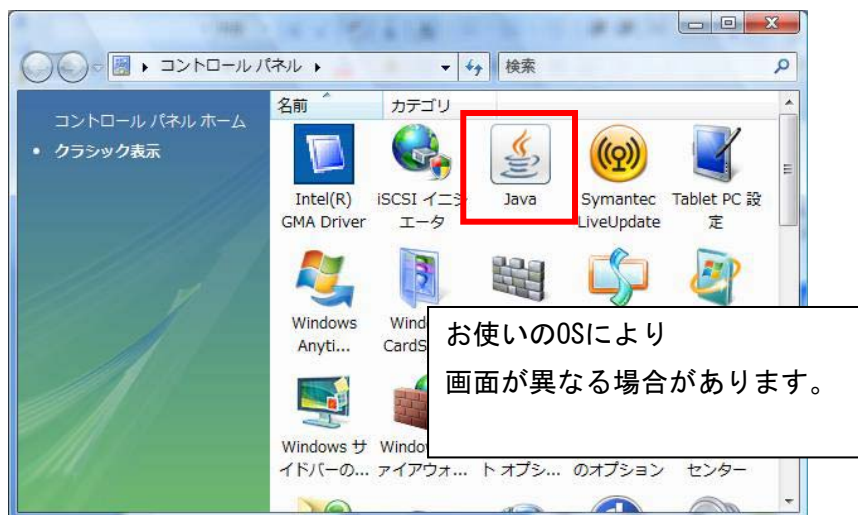 コントロール パネル
検索
コントロール パネル ホーム
クラシック表示
名前
カテゴリ
Intel(R)
GMA Driver
iSCSI イニシ
エータ
Java
Symantec
LiveUpdate
Tablet PC 設
定
Windows
Anyti...
Wind
CardS
お使いのOSにより
画面が異なる場合があります。
Windows サ
イドバーの...
Windo
ァイアウォ...
ト オプシ...
のオプション
センター